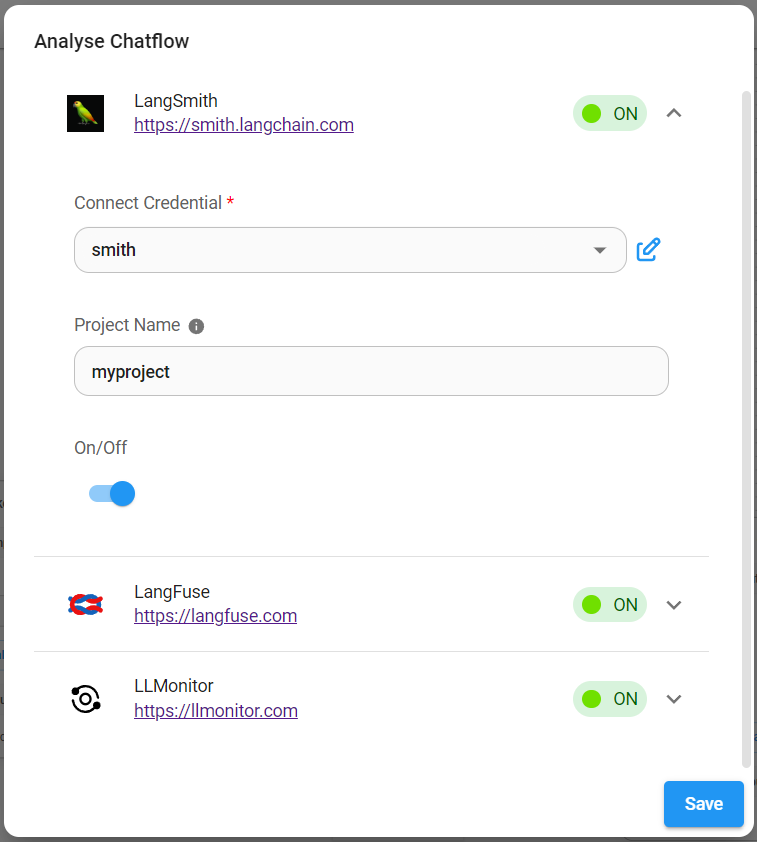 Analyse Chatflow
LangSmith
https://smith.langchain.com
ON
Connect Credential *
smith
Project Name
myproject
On/Off
LangFuse
https://langfuse.com
ON
LLMonitor
https://llmonitor.com
ON
Save